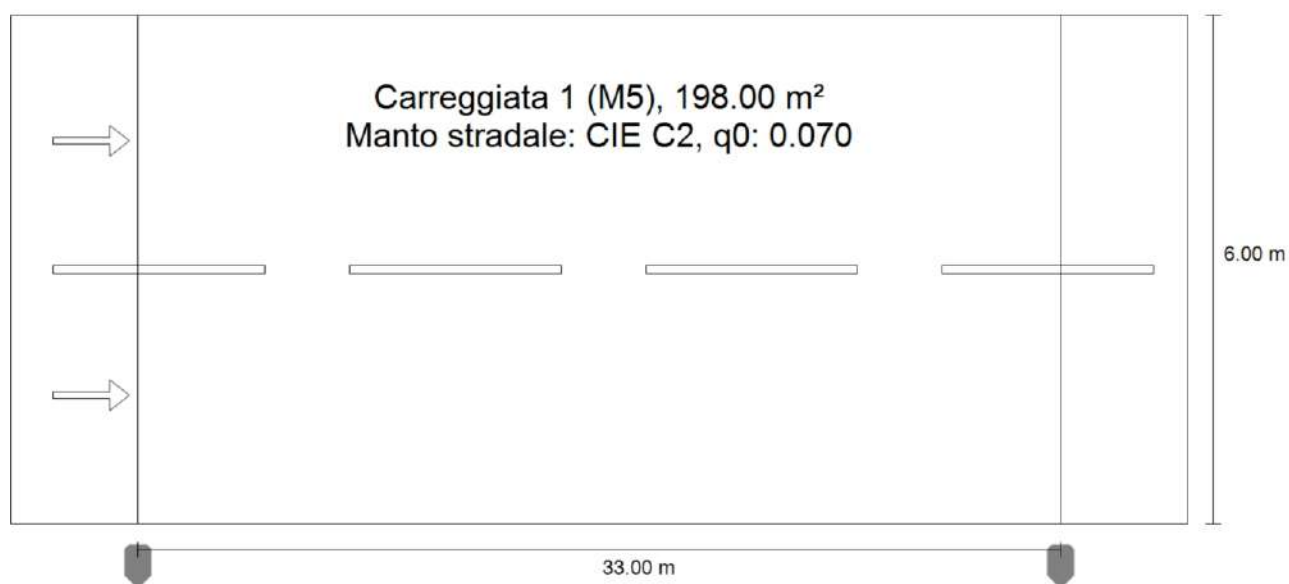 Carreggiata 1 (M5), 198.00 m²
Manto stradale: CIE C2, q0: 0.070
6.00 m
33.00 m